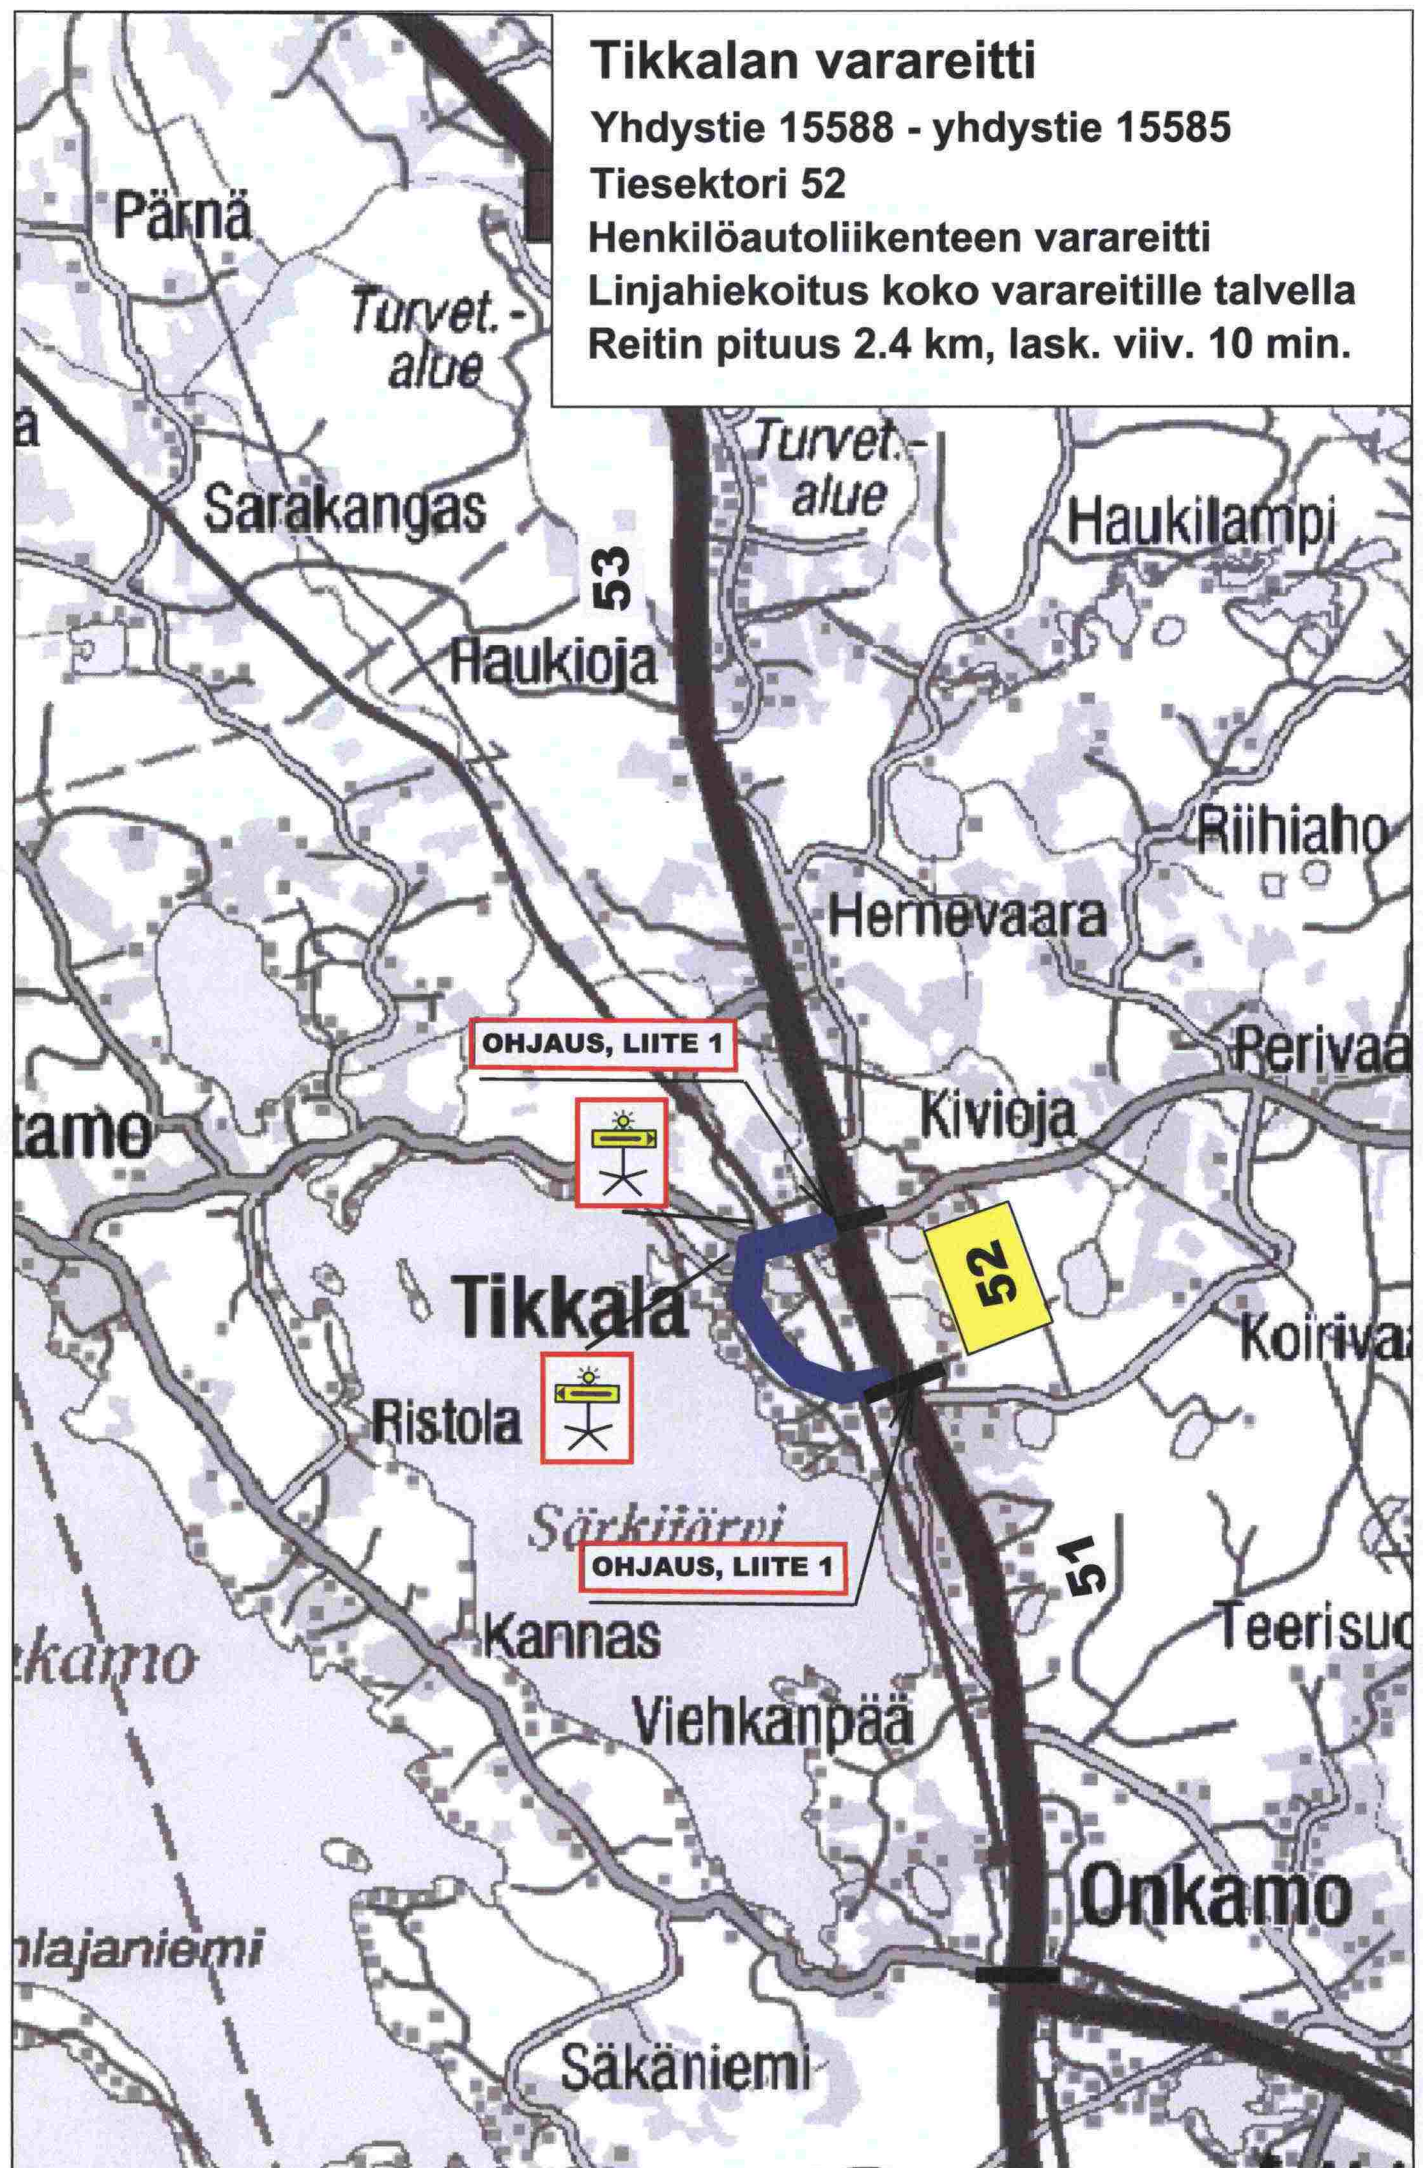 Tikkalan varareitti
Yhdystie 15588 - yhdystie 15585
Tiesektori 52
Henkilöautoliikenteen varareitti
Linjahiekoitus koko varareitille talvella
Reitin pituus 2.4 km, lask. viiv. 10 min.
Pärnä
Turvet.-
alue
a
Turvet.-
alue
Sarakangas
Haukilampi
53
Haukioja
Riihiaho
Hernevaara
OHJAUS, LIITE 1
Perivaa
Kivioja
tamo
52
Tikkala
Koirivaa
Ristola
Särkijärvi
OHJAUS, LIITE 1
51
Teerisuo
Kannas
kamo
Viehkanpää
Onkamo
lajaniemi
Säkäniemi